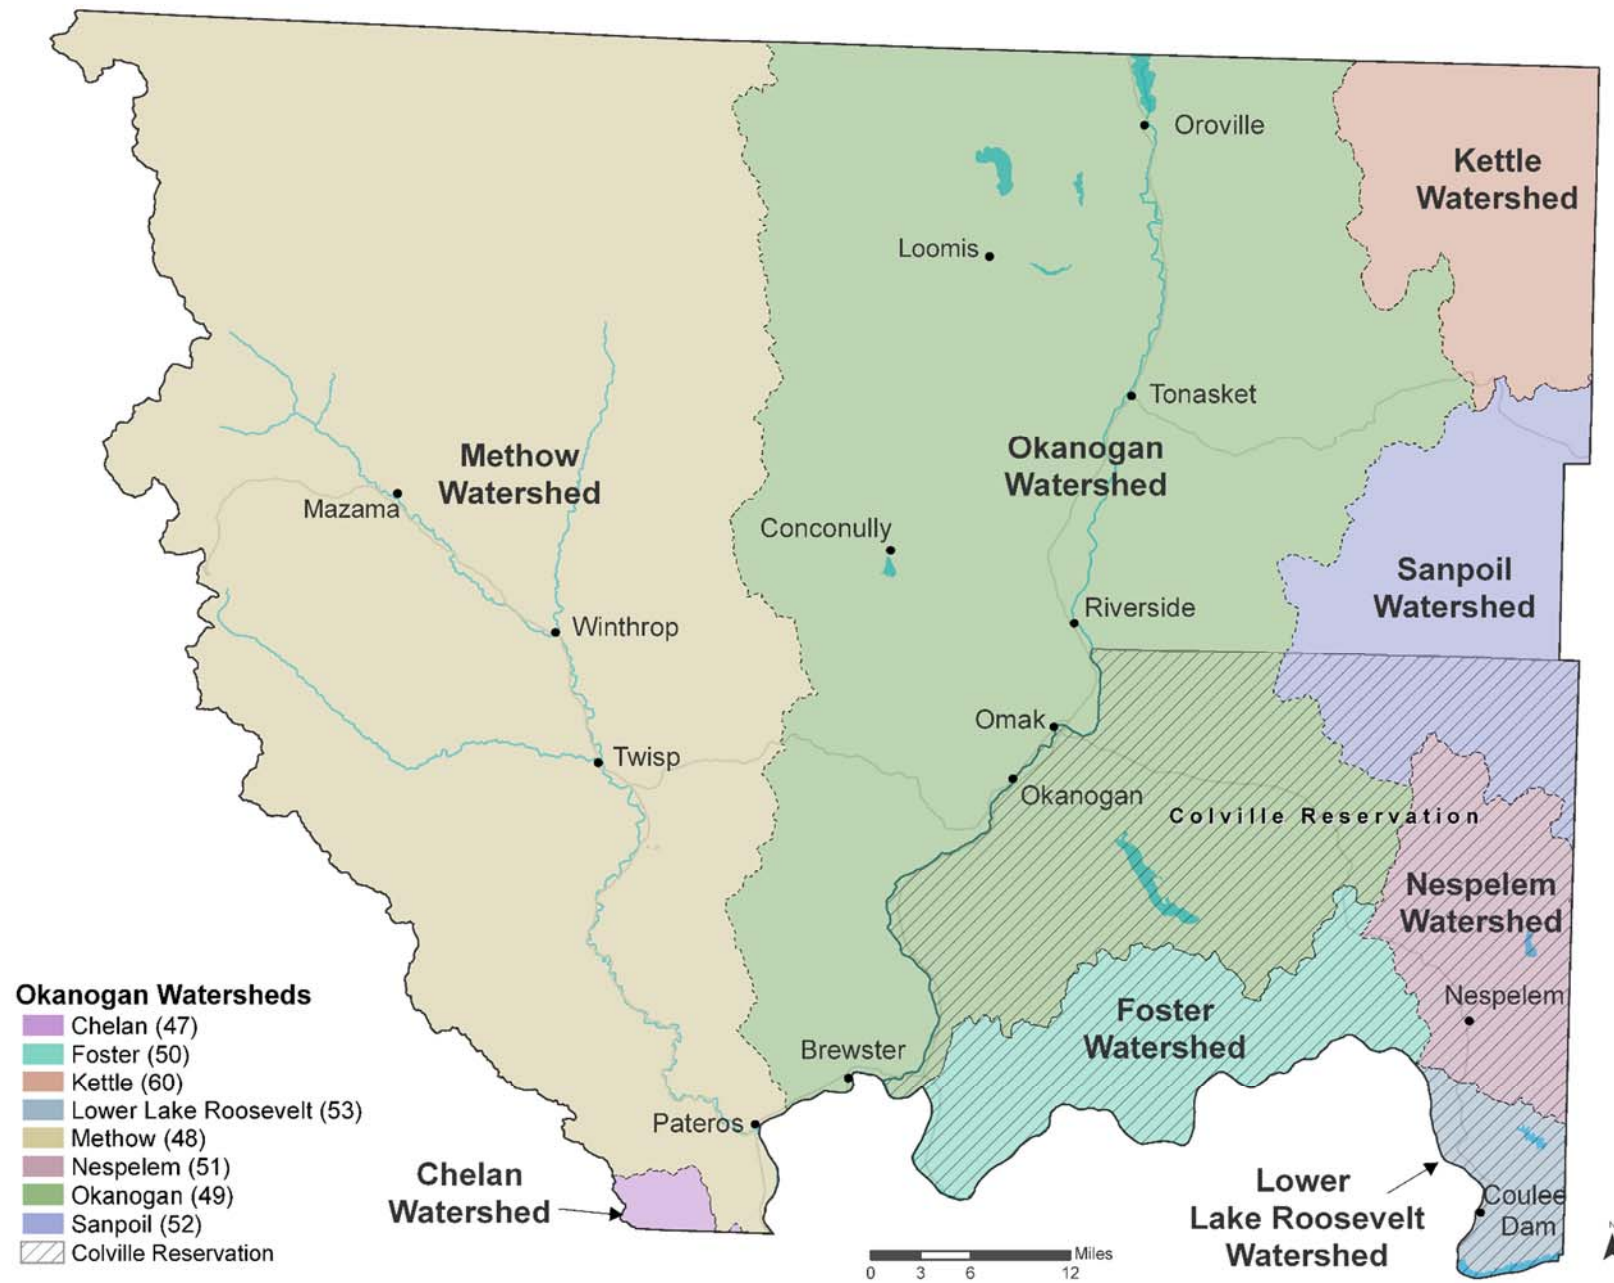 Oroville
Kettle
Watershed
Loomis
Tonasket
Okanogan
Watershed
Methow
Watershed
Mazama
Conconully
Sanpoil
Watershed
Riverside
Winthrop
Omak
Twisp
Okanogan
Colville Reservation
Nespelem
Watershed
Nespelem
Foster
Watershed
Brewster
Pateros
Chelan
Watershed
Lower
Lake Roosevelt
Watershed
Coulee
Dam
Okanogan Watersheds
Chelan (47)
Foster (50)
Kettle (60)
Lower Lake Roosevelt (53)
Methow (48)
Nespelem (51)
Okanogan (49)
Sanpoil (52)
Colville Reservation
Miles
0 3 6 12
N